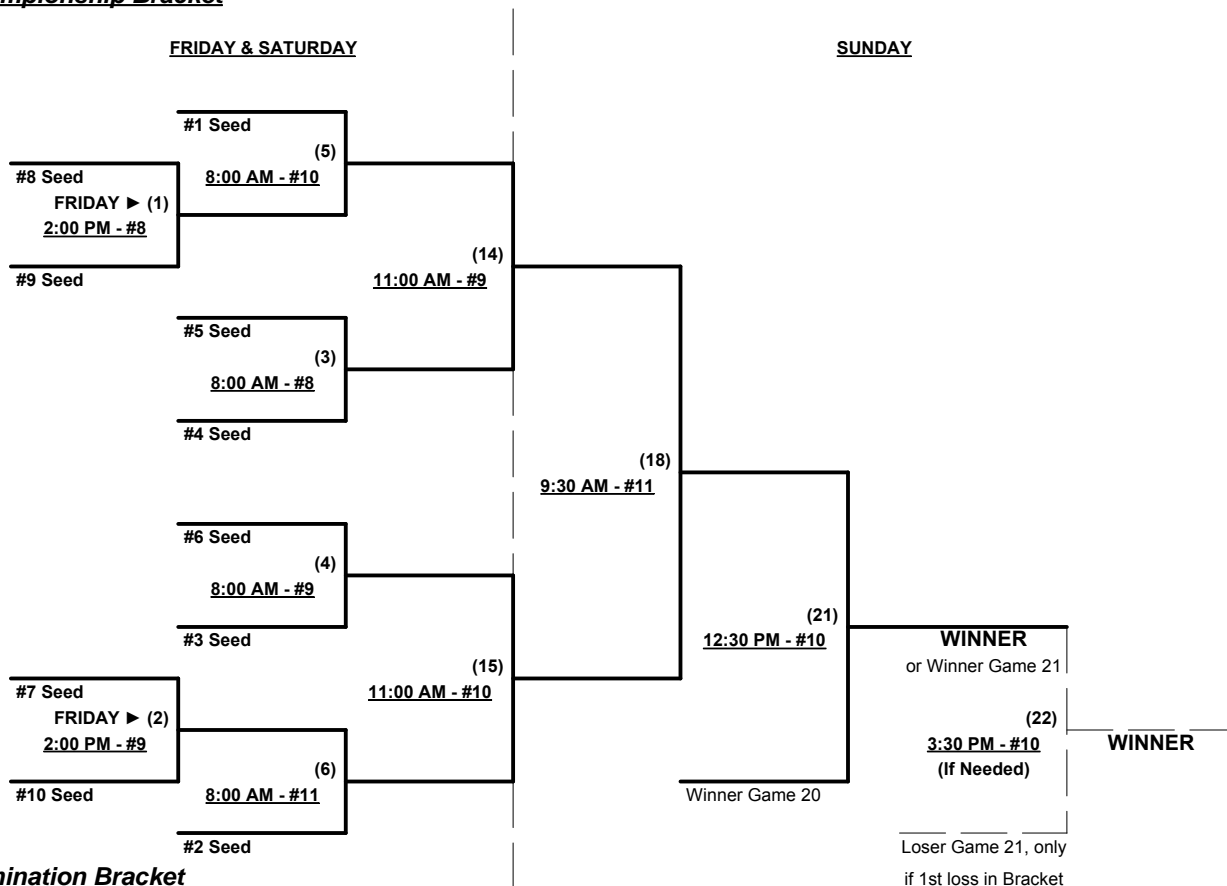 FRIDAY & SATURDAY
SUNDAY
#1 Seed
(5)
8:00 AM - #10
#8 Seed
FRIDAY ► (1)
2:00 PM - #8
#9 Seed
(14)
11:00 AM - #9
#5 Seed
(3)
8:00 AM - #8
#4 Seed
(18)
9:30 AM - #11
#6 Seed
(4)
8:00 AM - #9
#3 Seed
(21)
12:30 PM - #10
WINNER
or Winner Game 21
(15)
11:00 AM - #10
#7 Seed
FRIDAY ► (2)
2:00 PM - #9
#10 Seed
(22)
3:30 PM - #10
(If Needed)
WINNER
(6)
8:00 AM - #11
#2 Seed
Winner Game 20
Loser Game 21, only
if 1st loss in Bracket
mination Bracket